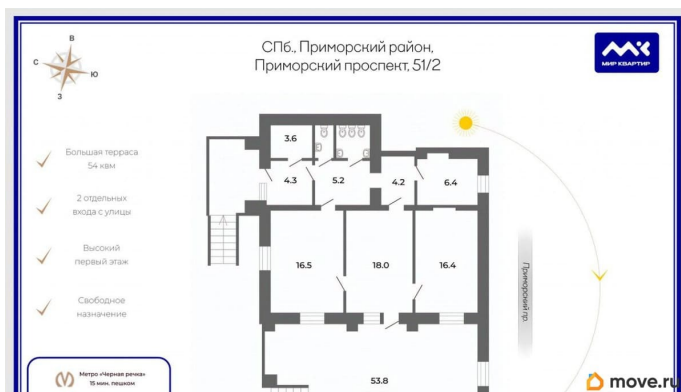 В
С
Ю
З
СПб., Приморский район,
Приморский проспект, 51/2
МИР КВАРТИР
Большая терраса
54 квм
2 отдельных
входа с улицы
Высокий
первый этаж
Свободное
назначение
Метро «Черная речка»
15 мин. пешком
3.6
4.3
5.2
4.2
6.4
16.5
18.0
16.4
53.8
Приморский пр.
move.ru